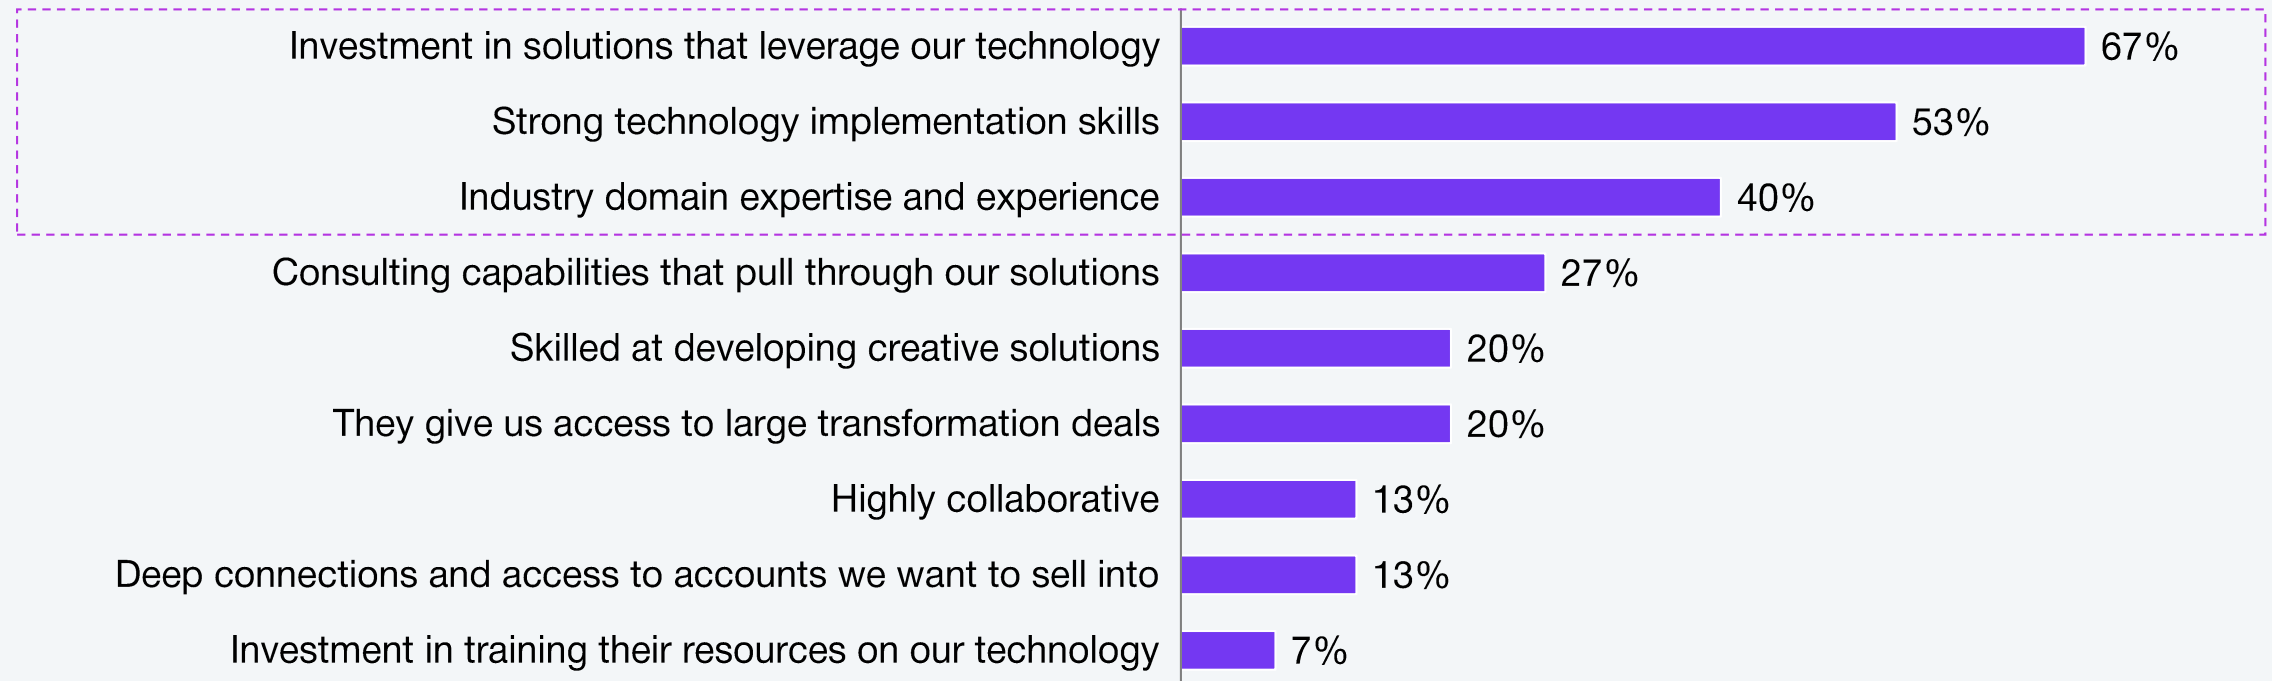 Investment in solutions that leverage our technology 67%
Strong technology implementation skills 53%
Industry domain expertise and experience 40%
Consulting capabilities that pull through our solutions 27%
Skilled at developing creative solutions 20%
They give us access to large transformation deals 20%
Highly collaborative 13%
Deep connections and access to accounts we want to sell into 13%
Investment in training their resources on our technology 7%